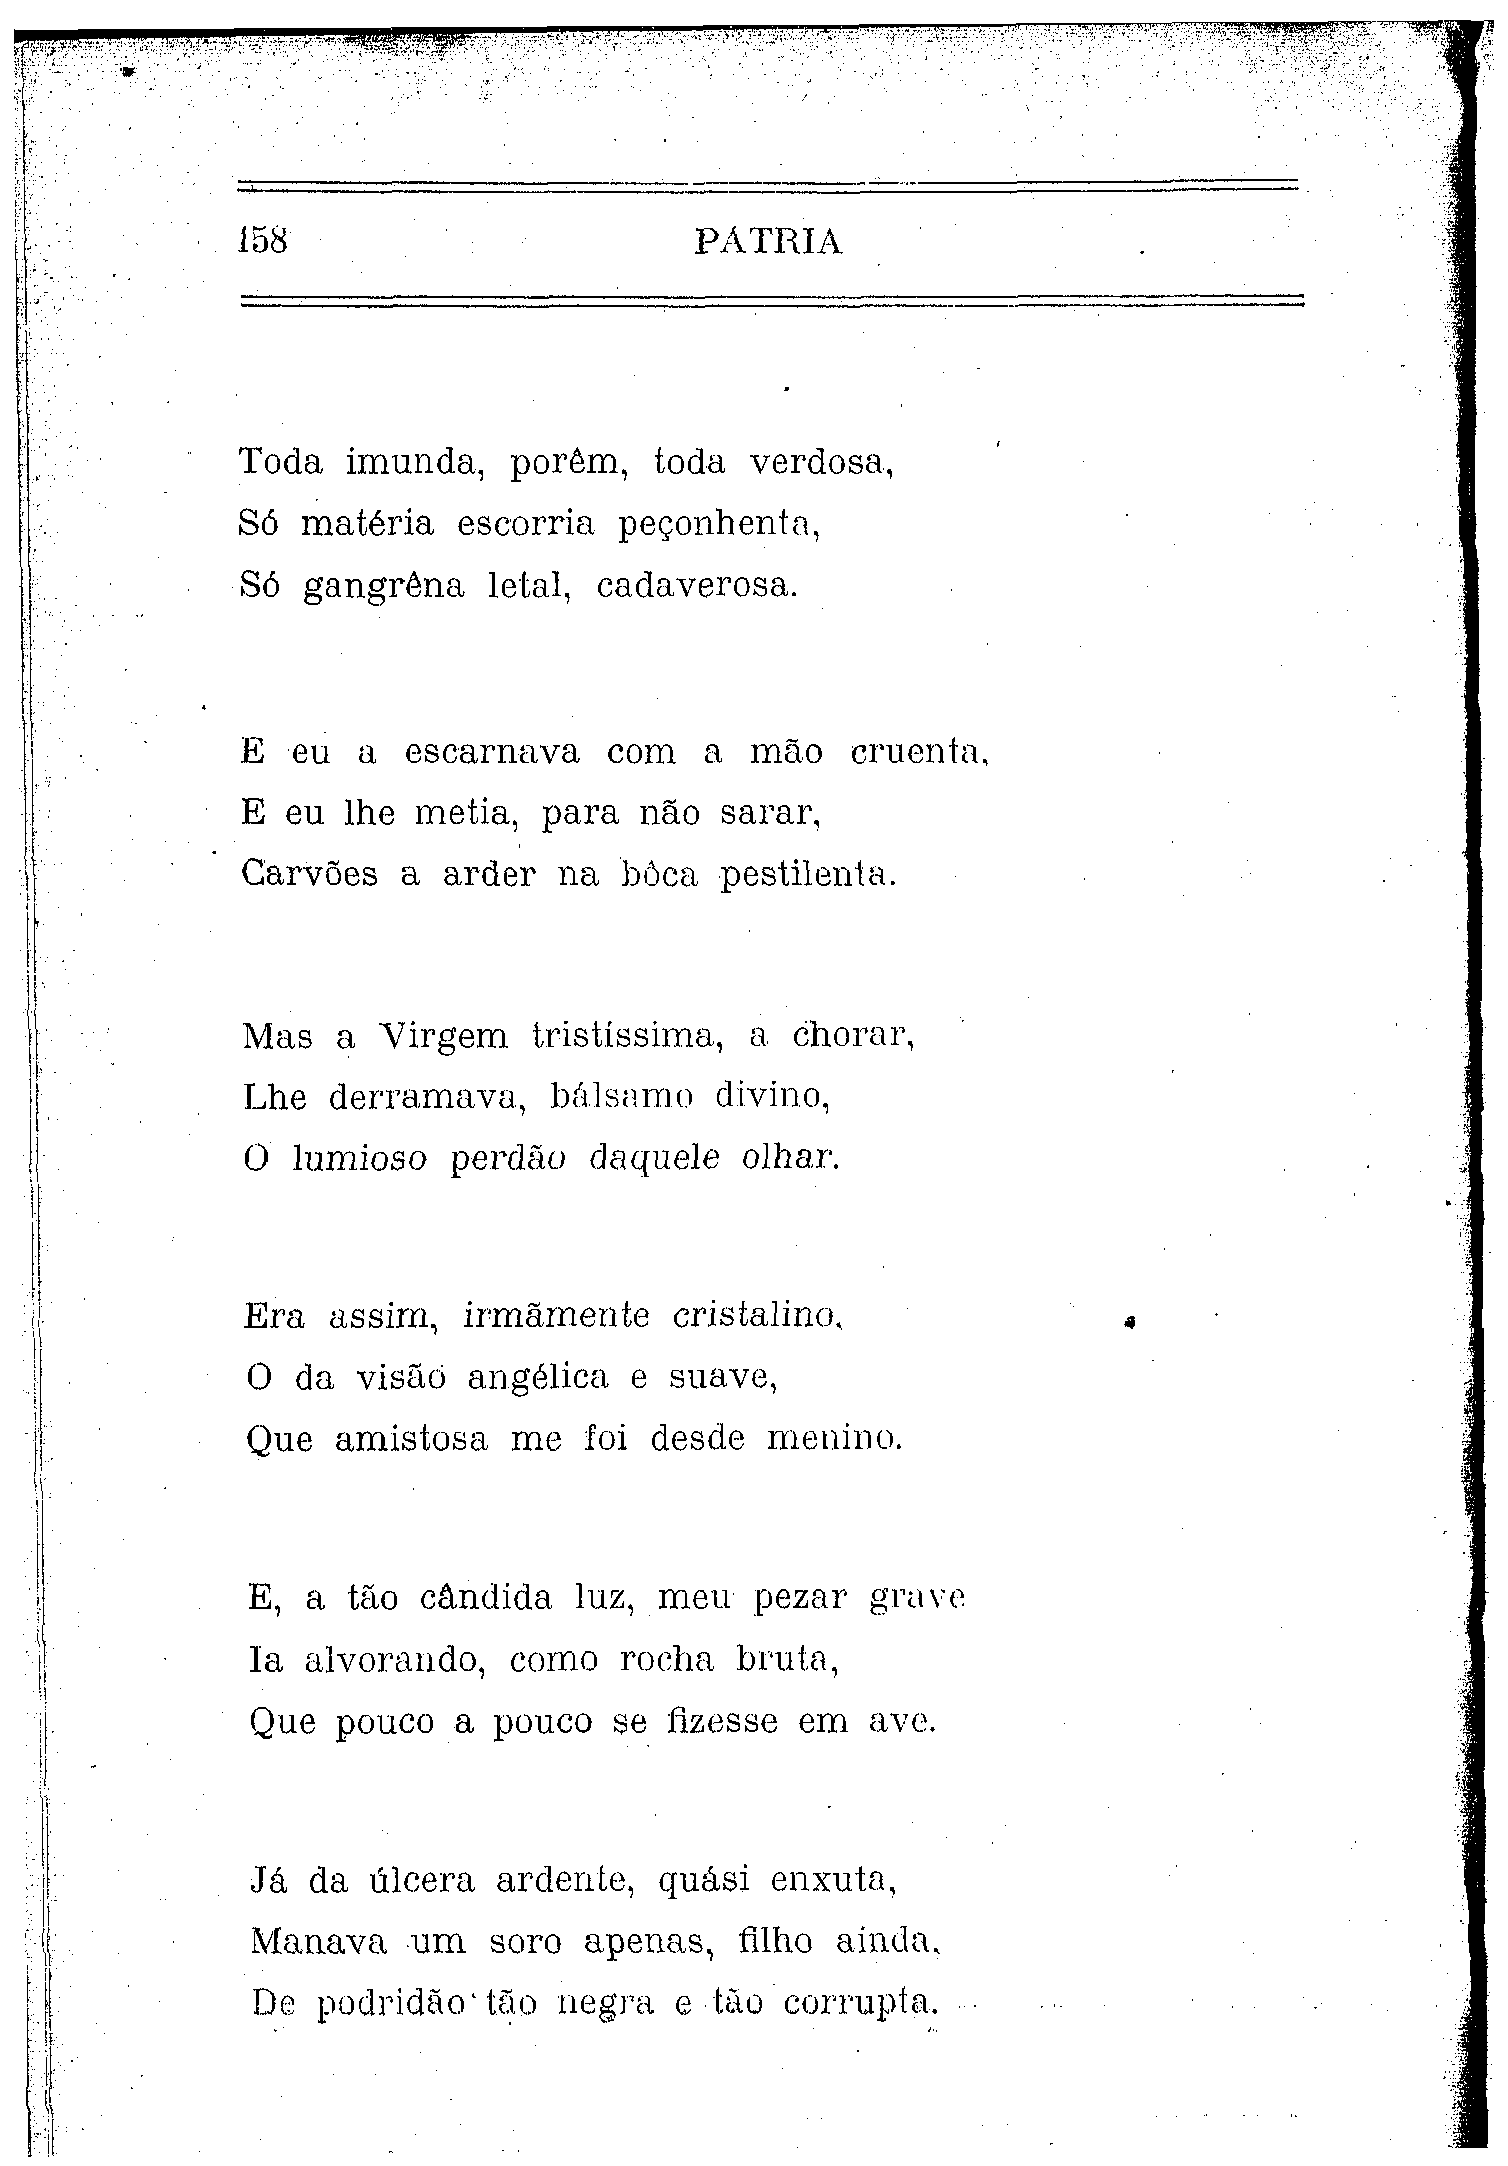 158 PATRIA
Toda imunda, porêm, toda verdosa,
Só matéria escorria peçonhenta,
Só gangrêna letal, cadaverosa.
E eu a escarnava com a mão cruenta,
E eu lhe metia, para não sarar,
Carvões a arder na bôca pestilenta.
Mas a Virgem tristíssima, a chorar,
Lhe derramava, bálsamo divino,
O lumioso perdão daquele olhar.
Era assim, irmãmente cristalino,
O da visão angélica e suave,
Que amistosa me foi desde menino.
E, a tão cândida luz, meu pezar grave
Ia alvorando, como rocha bruta,
Que pouco a pouco se fizesse em ave.
Já da úlcera ardente, quási enxuta,
Manava um soro apenas, filho ainda,
De podridão tão negra e tão corrupta.